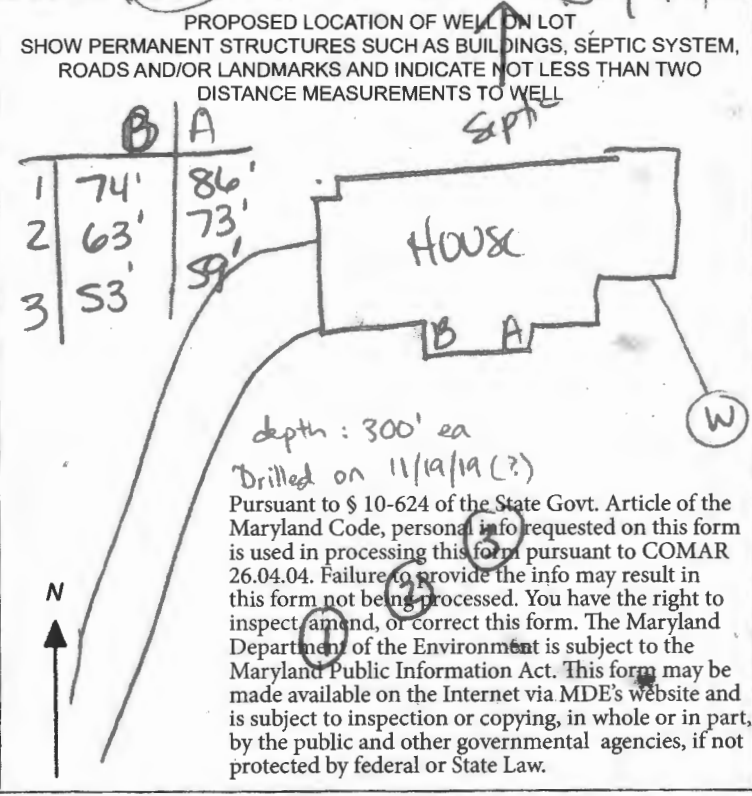 PROPOSED LOCATION OF WELL ON LOT
SHOW PERMANENT STRUCTURES SUCH AS BUILDINGS, SEPTIC SYSTEM,
ROADS AND/OR LANDMARKS AND INDICATE NOT LESS THAN TWO
DISTANCE MEASUREMENTS TO WELL
Septic
B A
1 74' 86'
2 63' 73'
3 53' 59'
HOUSE
B A
W
depth : 300' ea
Drilled on 11/19/19 (?)
Pursuant to § 10-624 of the State Govt. Article of the
Maryland Code, personal info requested on this form
is used in processing this form pursuant to COMAR
26.04.04. Failure to provide the info may result in
this form not being processed. You have the right to
inspect, amend, or correct this form. The Maryland
Department of the Environment is subject to the
Maryland Public Information Act. This form may be
made available on the Internet via MDE's website and
is subject to inspection or copying, in whole or in part,
by the public and other governmental agencies, if not
protected by federal or State Law.
3
2
1
N